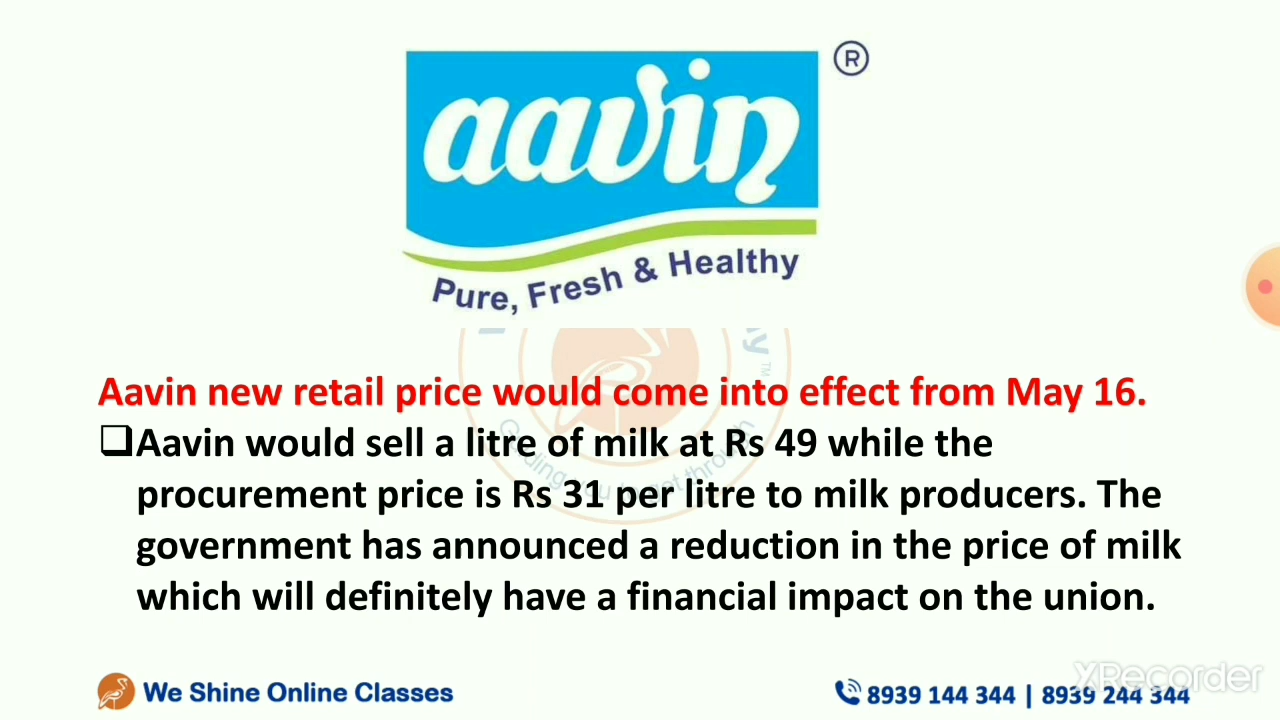 aavin ®
Pure, Fresh & Healthy
Aavin new retail price would come into effect from May 16.
❑Aavin would sell a litre of milk at Rs 49 while the
procurement price is Rs 31 per litre to milk producers. The
government has announced a reduction in the price of milk
which will definitely have a financial impact on the union.
We Shine Online Classes
8939 144 344 | 8939 244 344
XRecorder